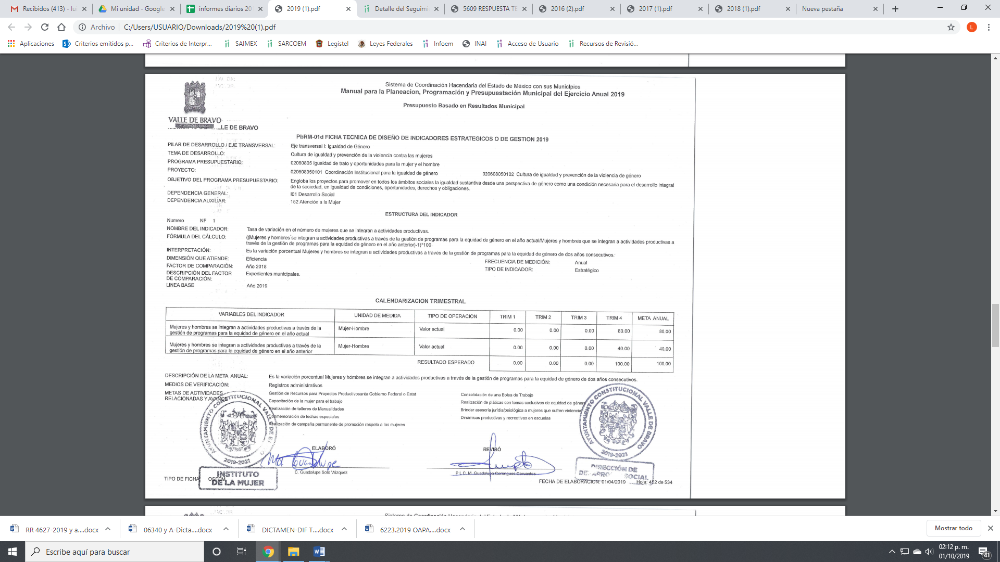 Recibidos (413) - lui
Mi unidad - Google
informes diarios 201
2019 (1).pdf
Detalle del Seguimie
5609 RESPUESTA TE
2016 (2).pdf
2017 (1).pdf
2018 (1).pdf
Nueva pestaña
Archivo
C:/Users/USUARIO/Downloads/2019%20(1).pdf
L
Aplicaciones
Criterios emitidos p...
Criterios de Interpr...
SAIMEX
SARCOEM
Legistel
Leyes Federales
Infoem
INAI
Acceso de Usuario
Recursos de Revisió...
Sistema de Coordinación Hacendaria del Estado de México con sus Municipios
Manual para la Planeacion, Programación y Presupuestación Municipal del Ejercicio Anual 2019
Presupuesto Basado en Resultados Municipal
VALLE DE BRAVO
AYUNTAMIENTO 2019-2021
MUNICIPIO DE VALLE DE BRAVO
PbRM-01d FICHA TECNICA DE DISEÑO DE INDICADORES ESTRATEGICOS O DE GESTION 2019
PILAR DE DESARROLLO / EJE TRANSVERSAL: Eje transversal I: Igualdad de Género
TEMA DE DESARROLLO: Cultura de igualdad y prevención de la violencia contra las mujeres
PROGRAMA PRESUPUESTARIO: 02060805 Igualdad de trato y oportunidades para la mujer y el hombre
PROYECTO: 020608050101 Coordinación Institucional para la igualdad de género 020608050102 Cultura de igualdad y prevención de la violencia de género
OBJETIVO DEL PROGRAMA PRESUPUESTARIO: Engloba los proyectos para promover en todos los ámbitos sociales la igualdad sustantiva desde una perspectiva de género como una condición necesaria para el desarrollo integral
de la sociedad, en igualdad de condiciones, oportunidades, derechos y obligaciones.
DEPENDENCIA GENERAL: I01 Desarrollo Social
DEPENDENCIA AUXILIAR: 152 Atención a la Mujer
ESTRUCTURA DEL INDICADOR
Numero NF 1
NOMBRE DEL INDICADOR: Tasa de variación en el número de mujeres que se integran a actividades productivas.
FÓRMULA DEL CÁLCULO: ((Mujeres y hombres se integran a actividades productivas a través de la gestión de programas para la equidad de género en el año actual/Mujeres y hombres que se integran a actividades productivas a
través de la gestión de programas para la equidad de género en el año anterior)-1)*100
INTERPRETACIÓN: Es la variación porcentual Mujeres y hombres se integran a actividades productivas a través de la gestión de programas para la equidad de género de dos años consecutivos.
DIMENSIÓN QUE ATIENDE: Eficiencia FRECUENCIA DE MEDICIÓN: Anual
FACTOR DE COMPARACIÓN: Año 2018 TIPO DE INDICADOR: Estratégico
DESCRIPCIÓN DEL FACTOR Expedientes municipales.
DE COMPARACIÓN:
LINEA BASE Año 2019
CALENDARIZACION TRIMESTRAL
VARIABLES DEL INDICADOR UNIDAD DE MEDIDA TIPO DE OPERACION TRIM 1 TRIM 2 TRIM 3 TRIM 4 META ANUAL
Mujeres y hombres se integran a actividades productivas a través de la
gestión de programas para la equidad de género en el año actual Mujer-Hombre Valor actual 0.00 0.00 0.00 80.00 80.00
Mujeres y hombres se integran a actividades productivas a través de la
gestión de programas para la equidad de género en el año anterior Mujer-Hombre Valor actual 0.00 0.00 0.00 40.00 40.00
RESULTADO ESPERADO 0.00 0.00 0.00 100.00 100.00
DESCRIPCIÓN DE LA META ANUAL: Es la variación porcentual Mujeres y hombres se integran a actividades productivas a través de la gestión de programas para la equidad de género de dos años consecutivos.
MEDIOS DE VERIFICACIÓN: Registros administrativos
METAS DE ACTIVIDADES
RELACIONADAS Y AVANCE
Gestión de Recursos para Proyectos Productivosante Gobierno Federal o Estat
Capacitación de la mujer para el trabajo
Realización de talleres de Manualidades
Conmemoración de fechas especiales
Realización de campaña permanente de promoción respeto a las mujeres
Consolidación de una Bolsa de Trabajo
Realización de pláticas con temas exclusivos de equidad de género
Brindar asesoría jurídia/psiológica a mujeres que sufren violencia
Dinámicas productivas y recreativas en escuelas
AYUNTAMIENTO CONSTITUCIONAL VALLE DE B
2019-2021
INSTITUTO
DE LA MUJER
AYUNTAMIENTO CONSTITUCIONAL VALLE DE BRAVO
2019-2021
DIRECCIÓN DE
SOCIAL
ELABORÓ
Ma Guadalupe
C. Guadalupe Soto Vázquez
REVISÓ
P.L.C. M. Guadalupe Cervantes
TIPO DE FICHA OSFEM
FECHA DE ELABORACION: 01/04/2019 Hoja: 452 de 534
Sistema de Coordinación Hacendaria del Estado de México con sus Municipios
RR 4627-2019 y a....docx
06340 y A-Dicta....docx
DICTAMEN-DIF T....docx
6223.2019 OAPA....docx
Mostrar todo
Escribe aquí para buscar
02:12 p. m.
01/10/2019
41